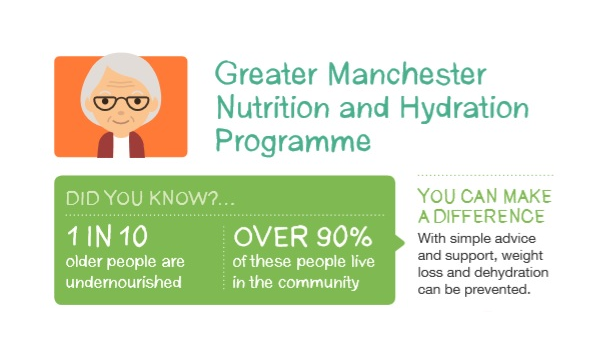 Greater Manchester
Nutrition and Hydration
Programme
DID YOU KNOW?...
1 IN 10
older people are
undernourished
OVER 90%
of these people live
in the community
YOU CAN MAKE
A DIFFERENCE
With simple advice
and support, weight
loss and dehydration
can be prevented.